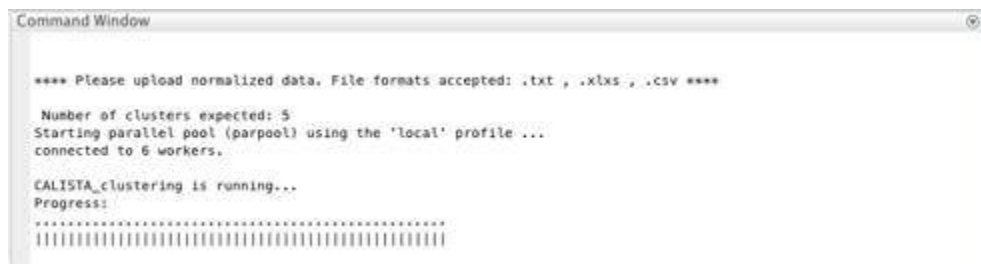 Command Window
**** Please upload normalized data. File formats accepted: .txt , .xlxs , .csv ****
Number of clusters expected: 5
Starting parallel pool (parpool) using the 'local' profile ...
connected to 6 workers.
CALISTA_clustering is running...
Progress:
..................................................
||||||||||||||||||||||||||||||||||||||||||||||||||